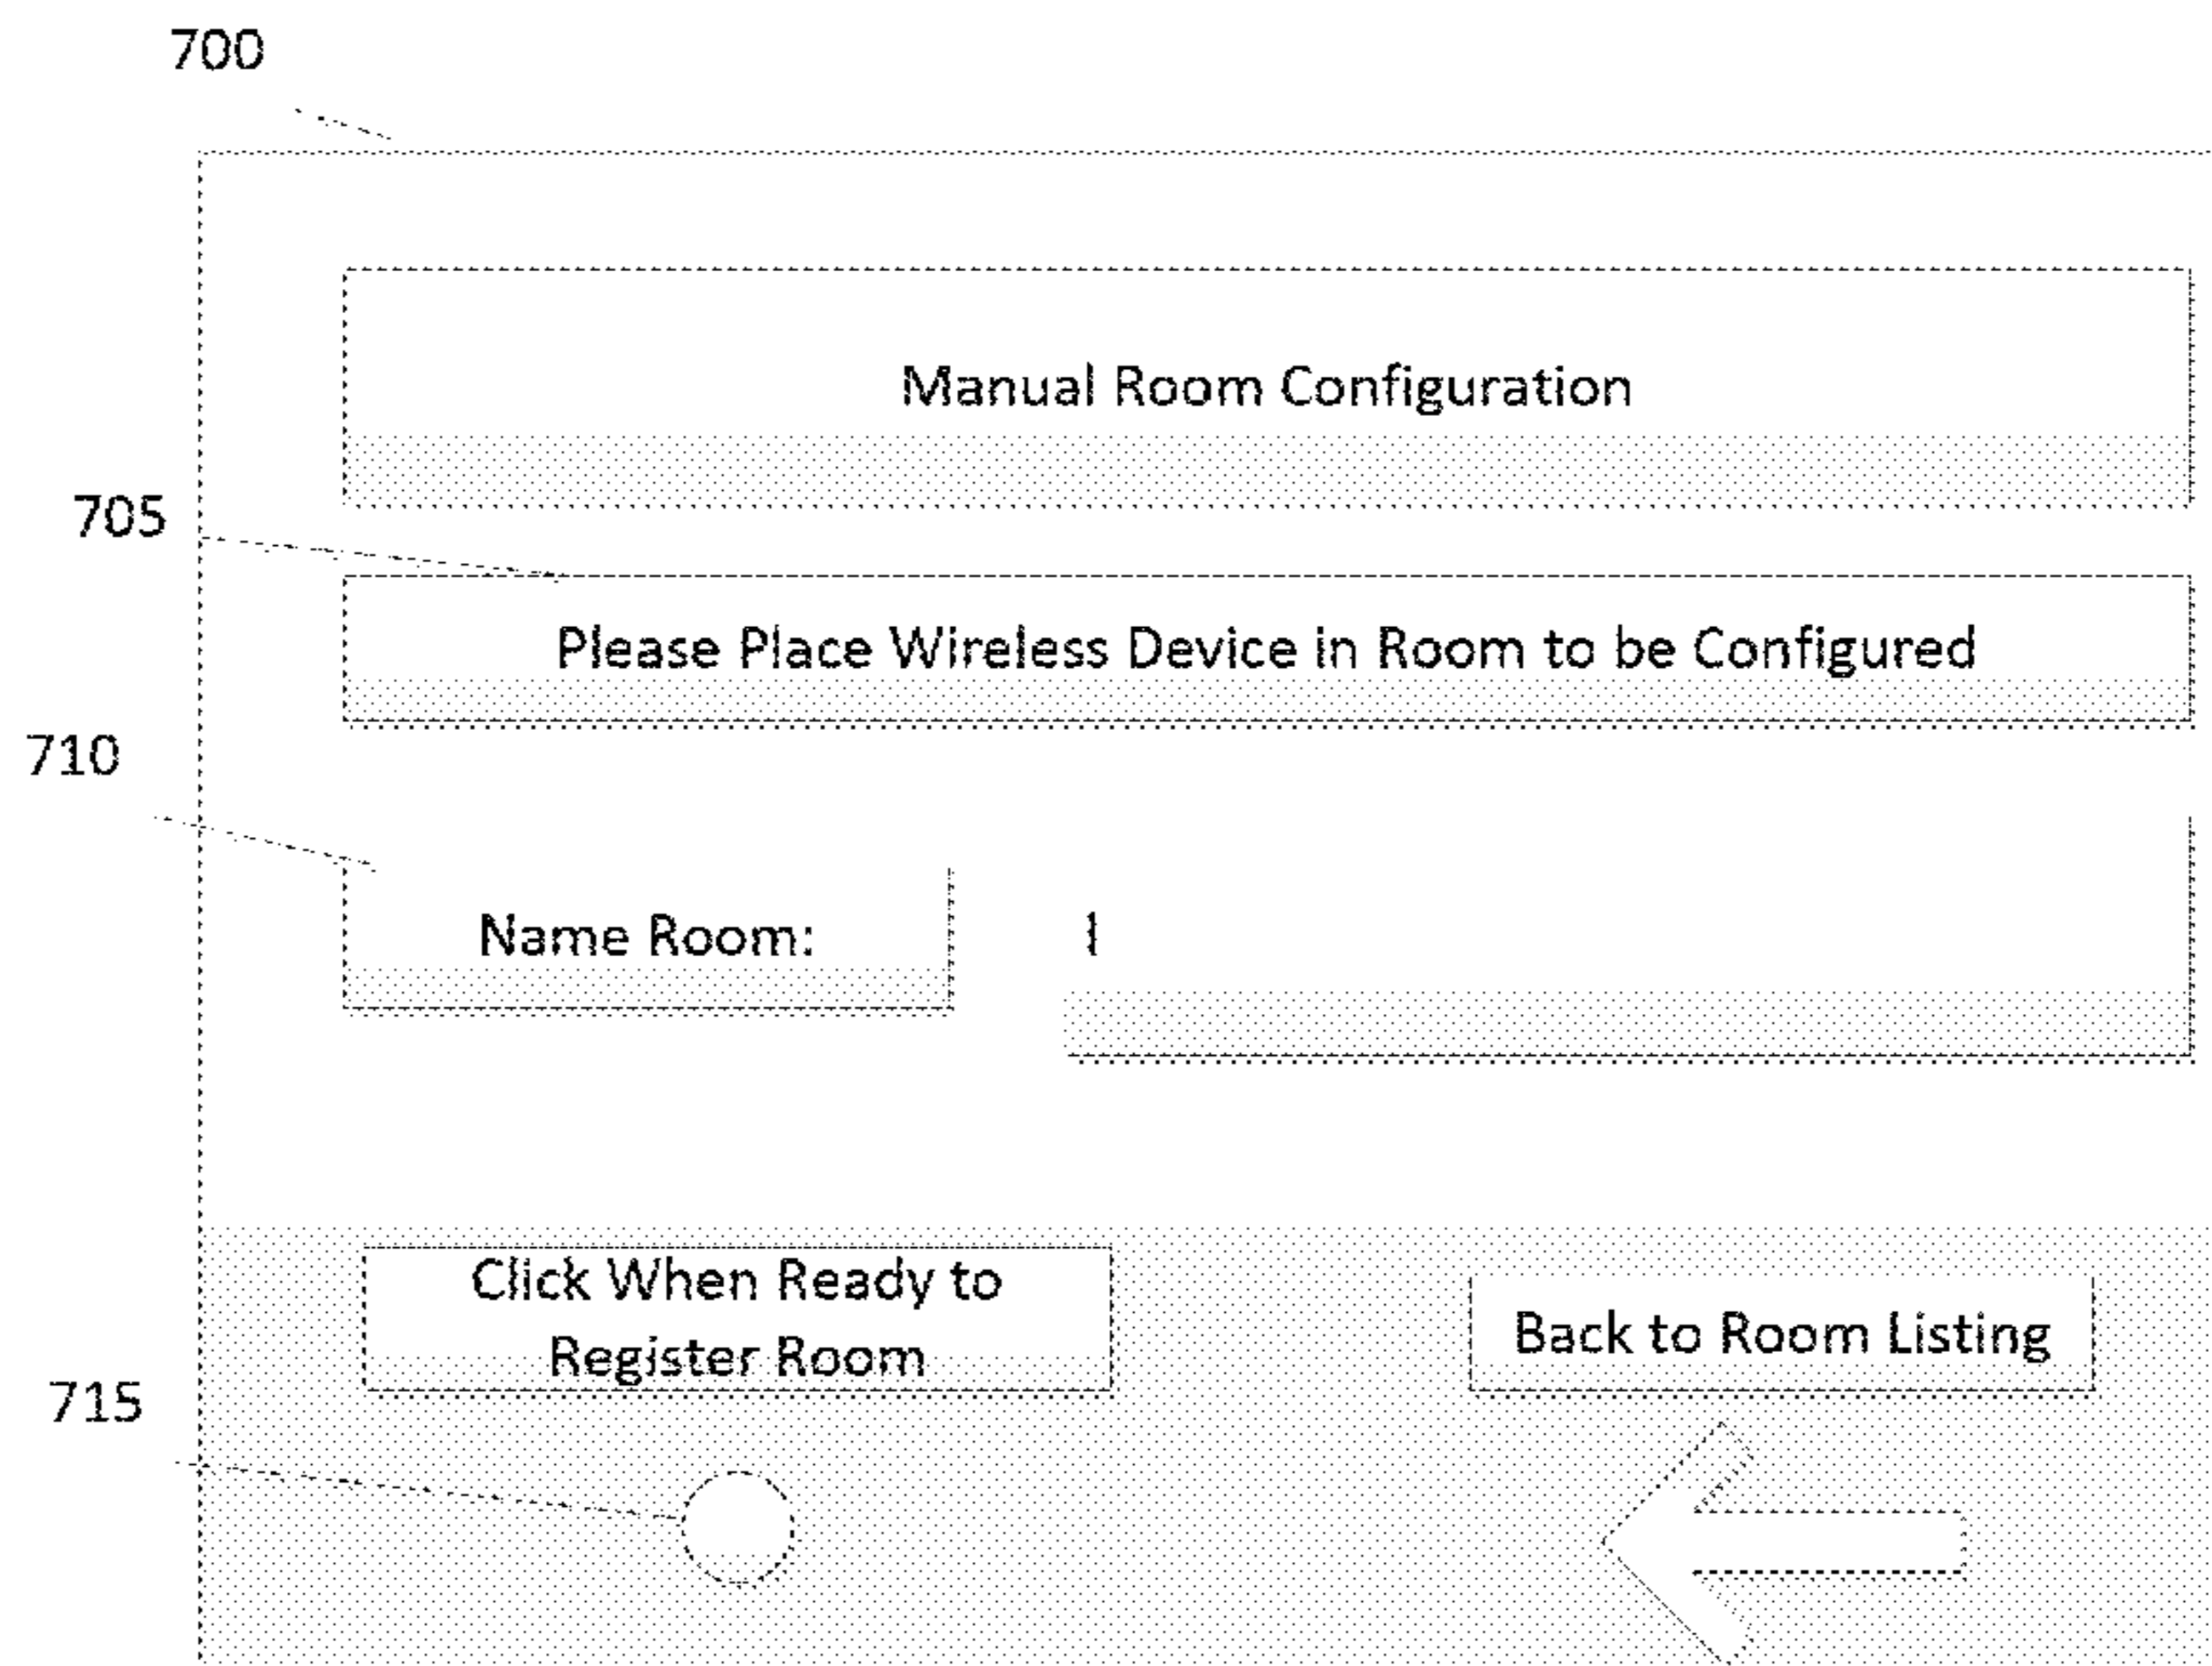 700
Manual Room Configuration
705
Please Place Wireless Device in Room to be Configured
710
Name Room:
Click When Ready to
Register Room
Back to Room Listing
715